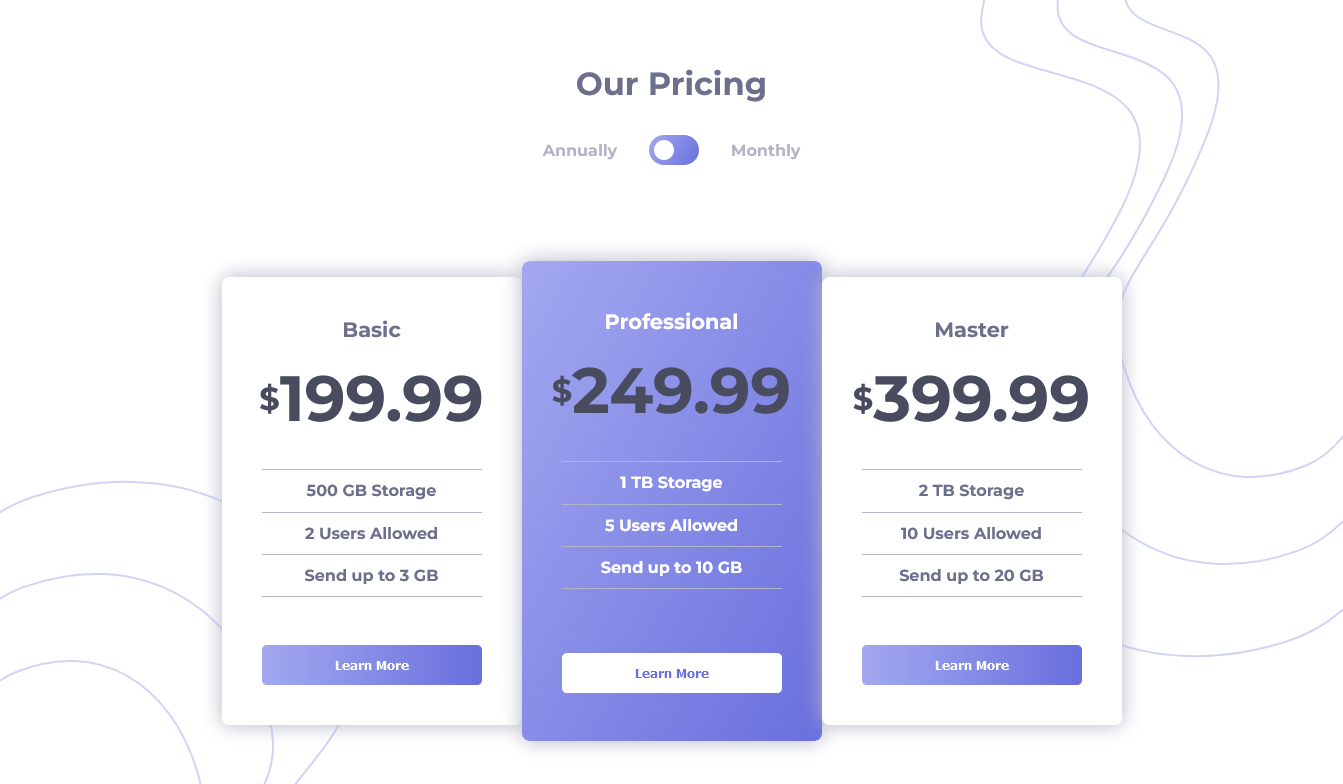 Our Pricing
Annually Monthly
Basic
$199.99
500 GB Storage
2 Users Allowed
Send up to 3 GB
Learn More
Professional
$249.99
1 TB Storage
5 Users Allowed
Send up to 10 GB
Learn More
Master
$399.99
2 TB Storage
10 Users Allowed
Send up to 20 GB
Learn More